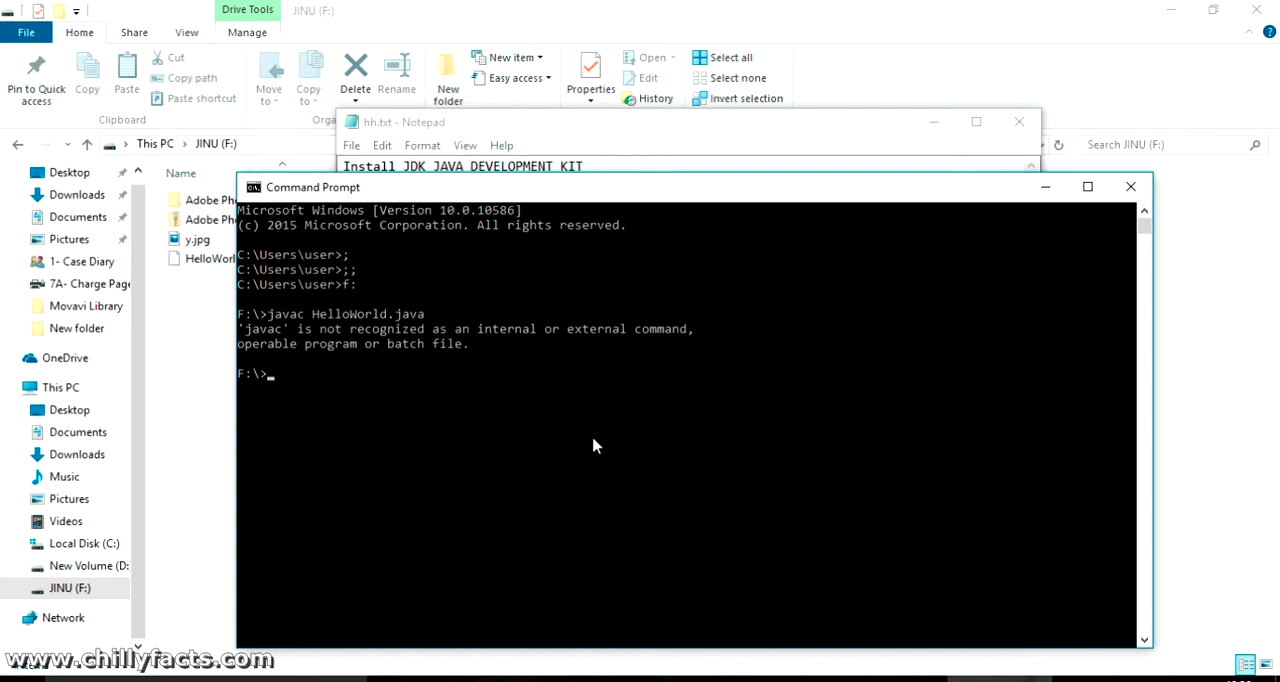 Drive Tools
JINU (F:)
File
Home
Share
View
Manage
Pin to Quick access
Copy
Paste
Cut
Copy path
Paste shortcut
Clipboard
Move to
Copy to
Delete
Rename
Orga
New folder
New item
Easy access
Properties
Open
Edit
History
Select all
Select none
Invert selection
This PC > JINU (F:)
Search JINU (F:)
hh.txt - Notepad
File Edit Format View Help
Install JDK JAVA DEVELOPMENT KIT
Desktop
Downloads
Documents
Pictures
1- Case Diary
7A- Charge Page
Movavi Library
New folder
OneDrive
This PC
Desktop
Documents
Downloads
Music
Pictures
Videos
Local Disk (C:)
New Volume (D:
JINU (F:)
Network
Name
Adobe Ph
Adobe Pho
y.jpg
HelloWorl
Command Prompt
Microsoft Windows [Version 10.0.10586]
(c) 2015 Microsoft Corporation. All rights reserved.
C:\Users\user>;
C:\Users\user>;;
C:\Users\user>f:
F:\>javac HelloWorld.java
'javac' is not recognized as an internal or external command,
operable program or batch file.
F:\>
www.chillyfacts.com